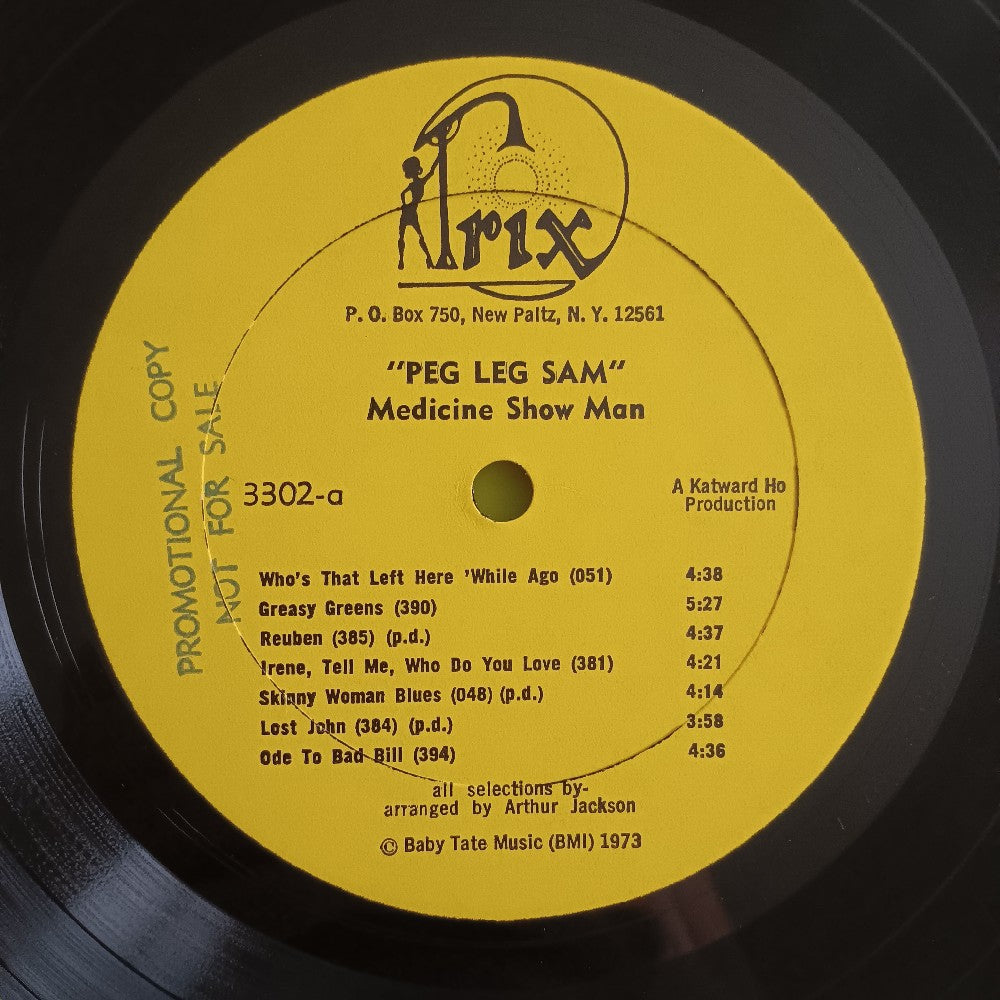 Trix
P. O. Box 750, New Paltz, N. Y. 12561
"PEG LEG SAM"
Medicine Show Man
PROMOTIONAL COPY
NOT FOR SALE
3302-a
A Katward Ho
Production
Who's That Left Here 'While Ago (051) 4:38
Greasy Greens (390) 5:27
Reuben (385) (p.d.) 4:37
Irene, Tell Me, Who Do You Love (381) 4:21
Skinny Woman Blues (048) (p.d.) 4:14
Lost John (384) (p.d.) 3:58
Ode To Bad Bill (394) 4:36
all selections by-
arranged by Arthur Jackson
© Baby Tate Music (BMI) 1973